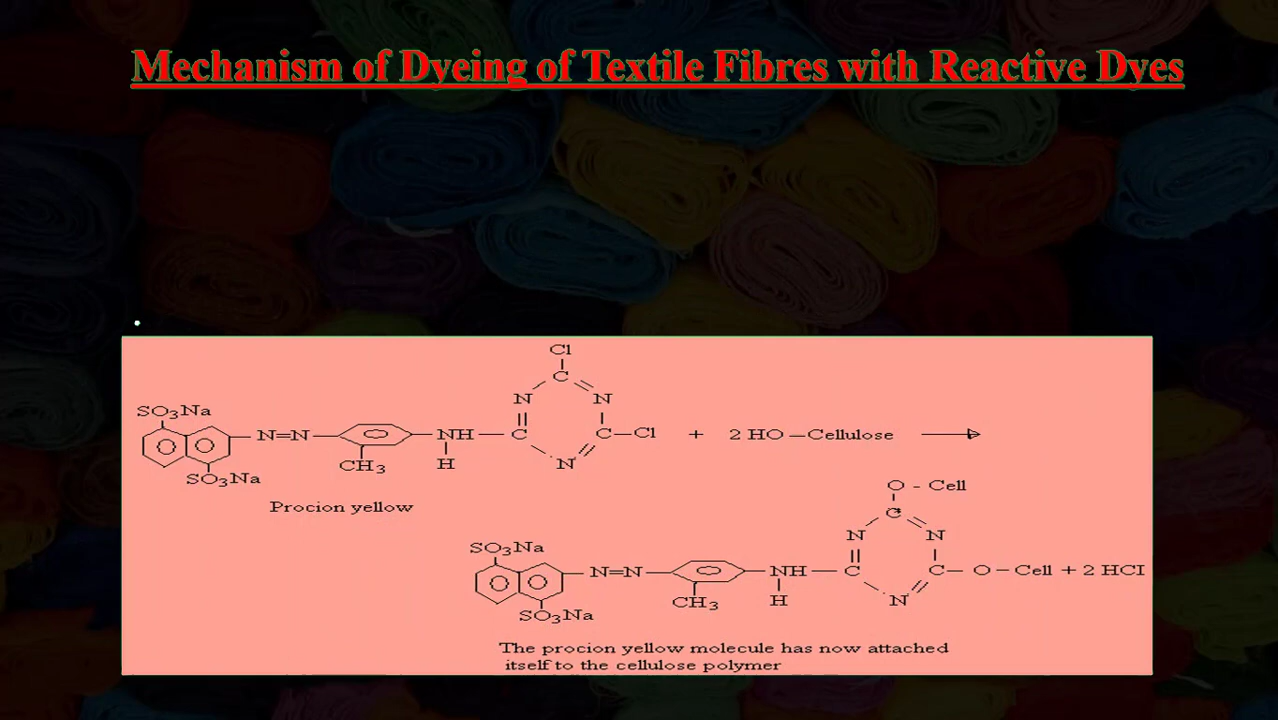 Mechanism of Dyeing of Textile Fibres with Reactive Dyes
Cl
C
N N
SO3Na
N=N NH C C Cl + 2 HO – Cellulose
CH3 H N
SO3Na
Procion yellow
O - Cell
C
N N
SO3Na
N=N NH C C O – Cell + 2 HCl
CH3 H N
SO3Na
The procion yellow molecule has now attached
itself to the cellulose polymer